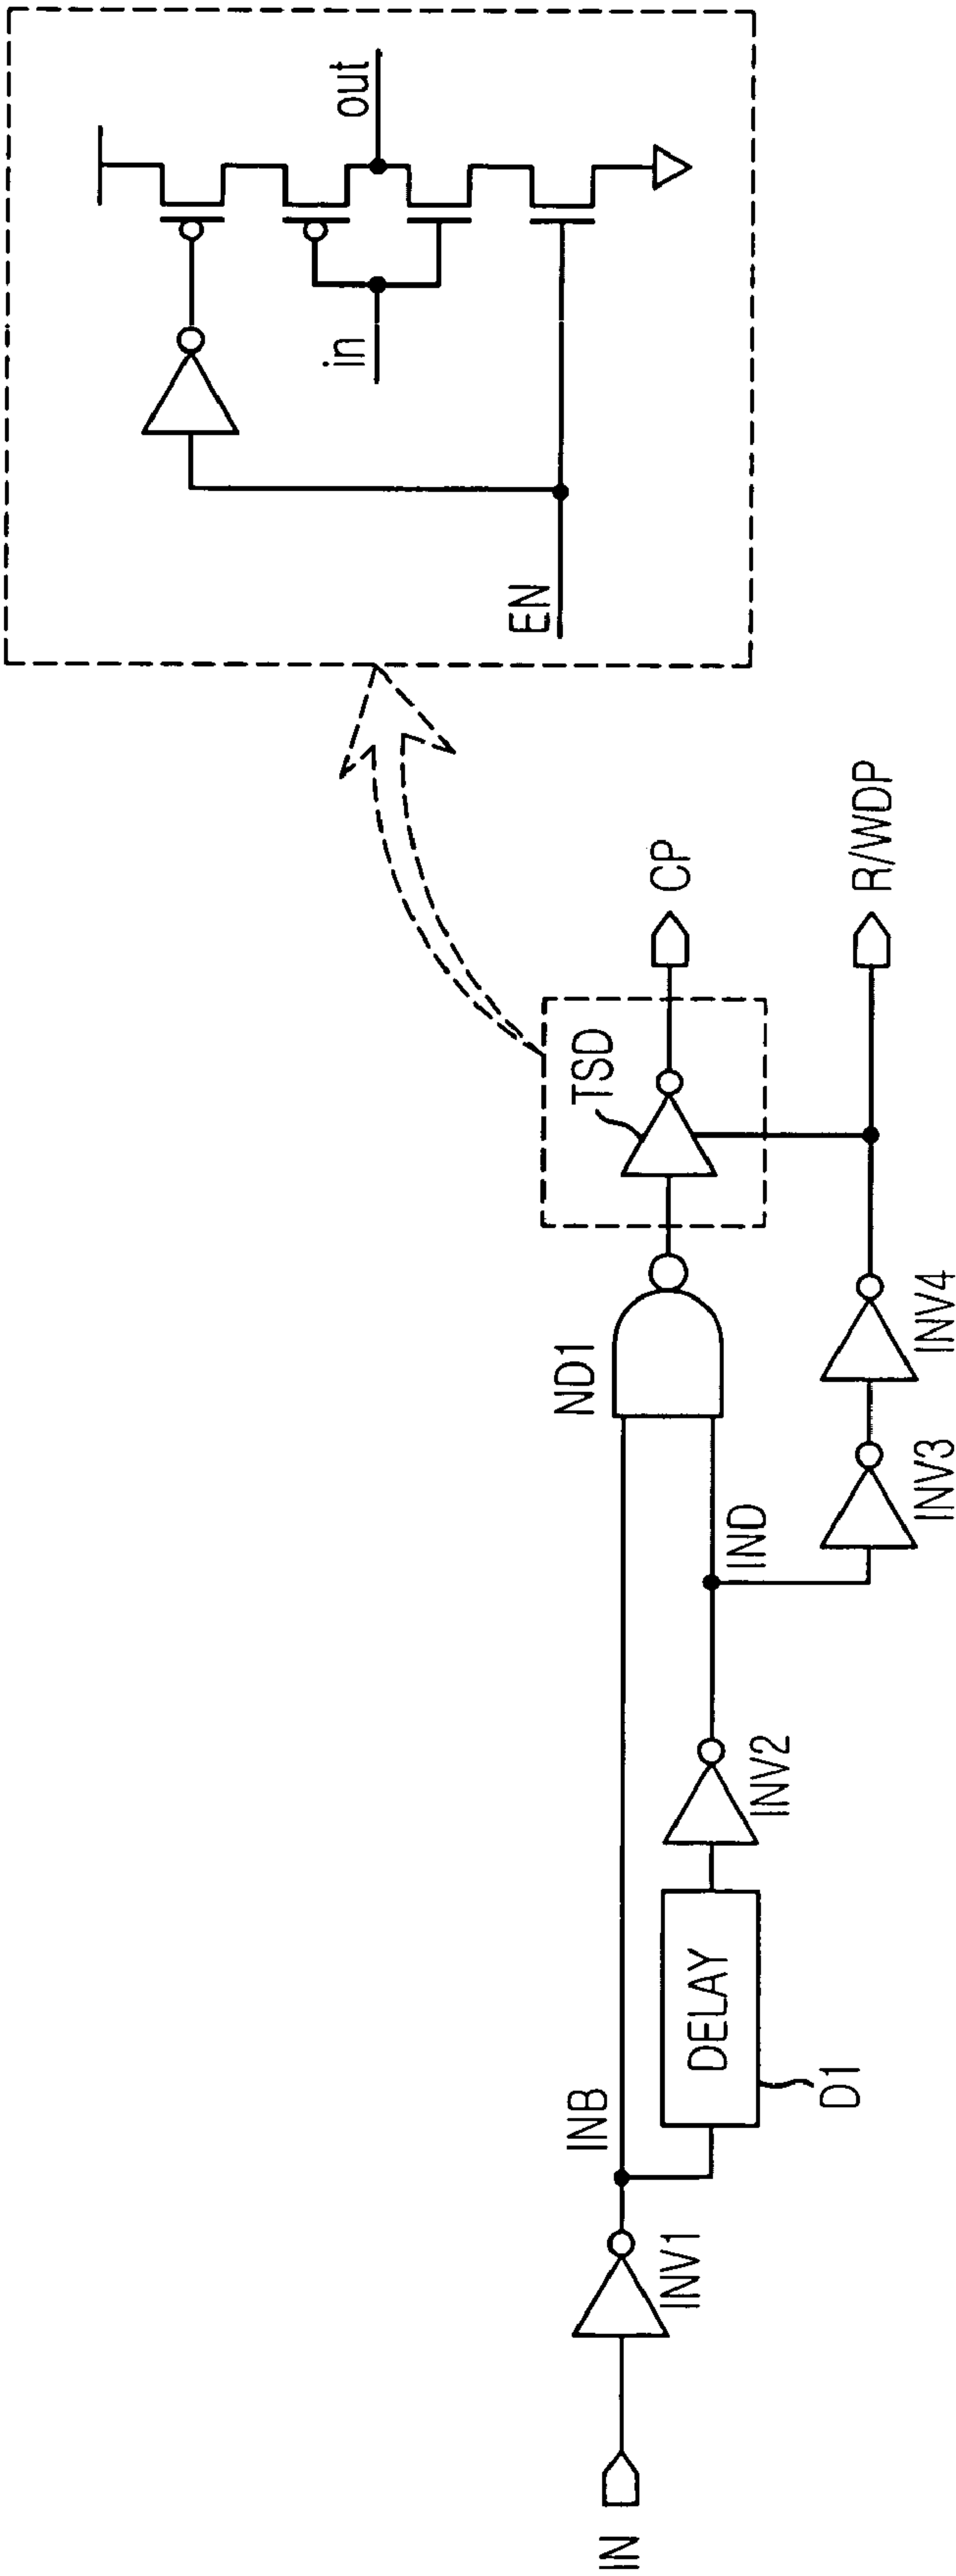 IN
INV1
INB
DELAY
D1
INV2
IND
ND1
INV3
INV4
TSD
CP
R/WDP
EN
in
out